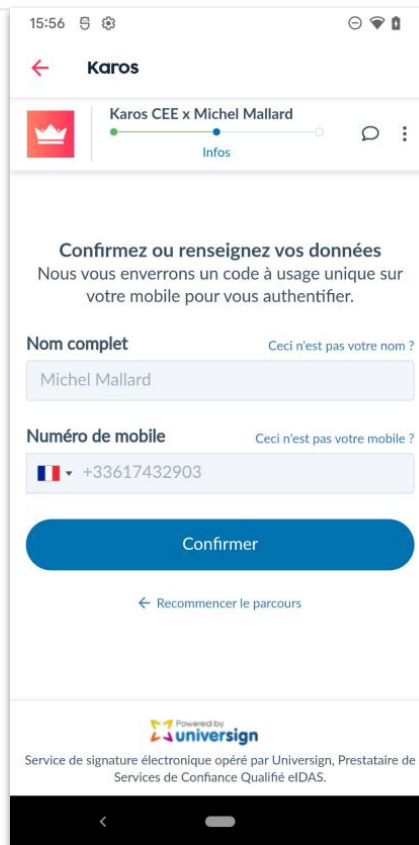 15:56
Karos
Karos CEE x Michel Mallard
Infos
Confirmez ou renseignez vos données
Nous vous enverrons un code à usage unique sur
votre mobile pour vous authentifier.
Nom complet Ceci n'est pas votre nom ?
Michel Mallard
Numéro de mobile Ceci n'est pas votre mobile ?
+33617432903
Confirmer
← Recommencer le parcours
Powered by
universign
Service de signature électronique opéré par Universign, Prestataire de
Services de Confiance Qualifié eIDAS.